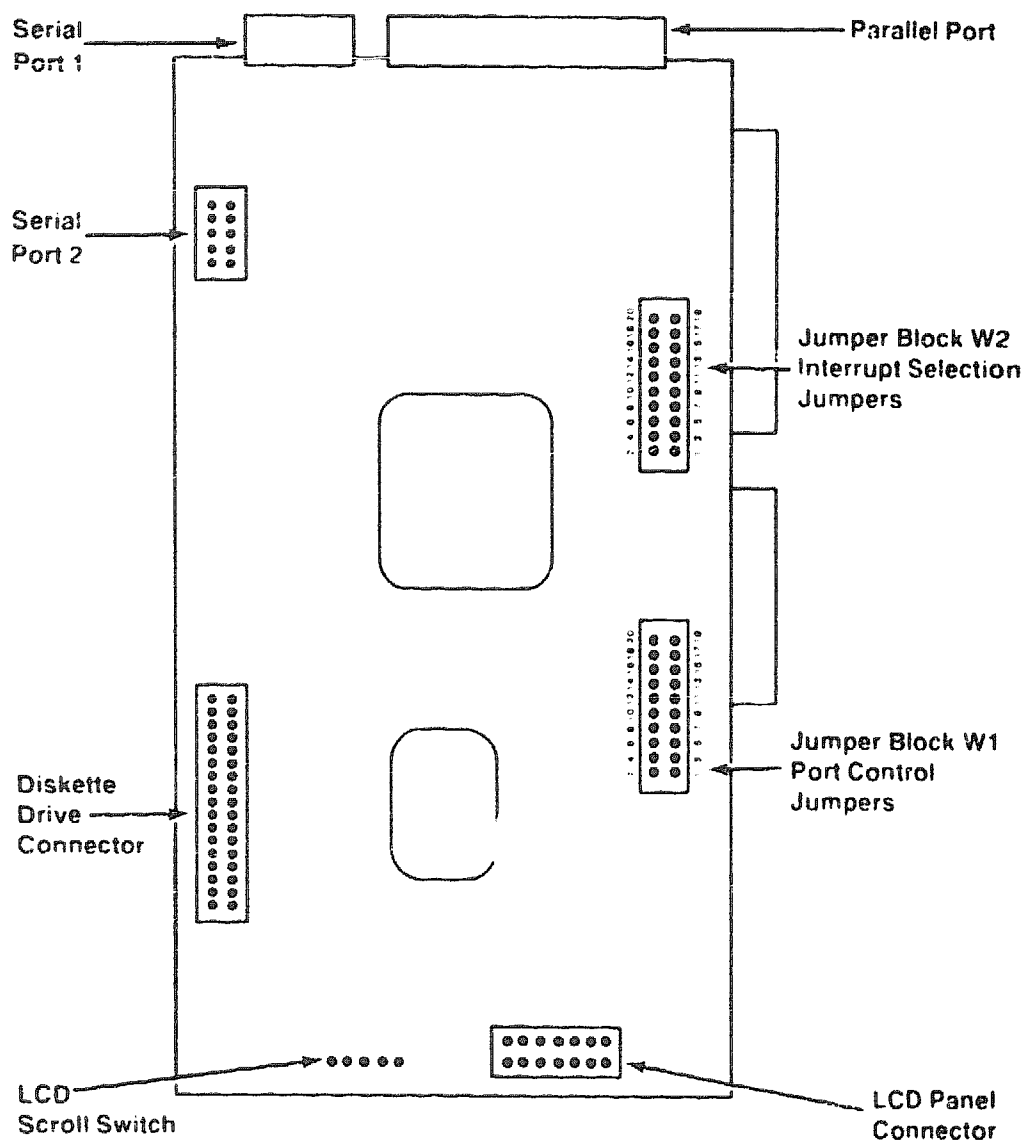 Serial
Port 1
Parallel Port
Serial
Port 2
Jumper Block W2
Interrupt Selection
Jumpers
Jumper Block W1
Port Control
Jumpers
Diskette
Drive
Connector
LCD
Scroll Switch
LCD Panel
Connector